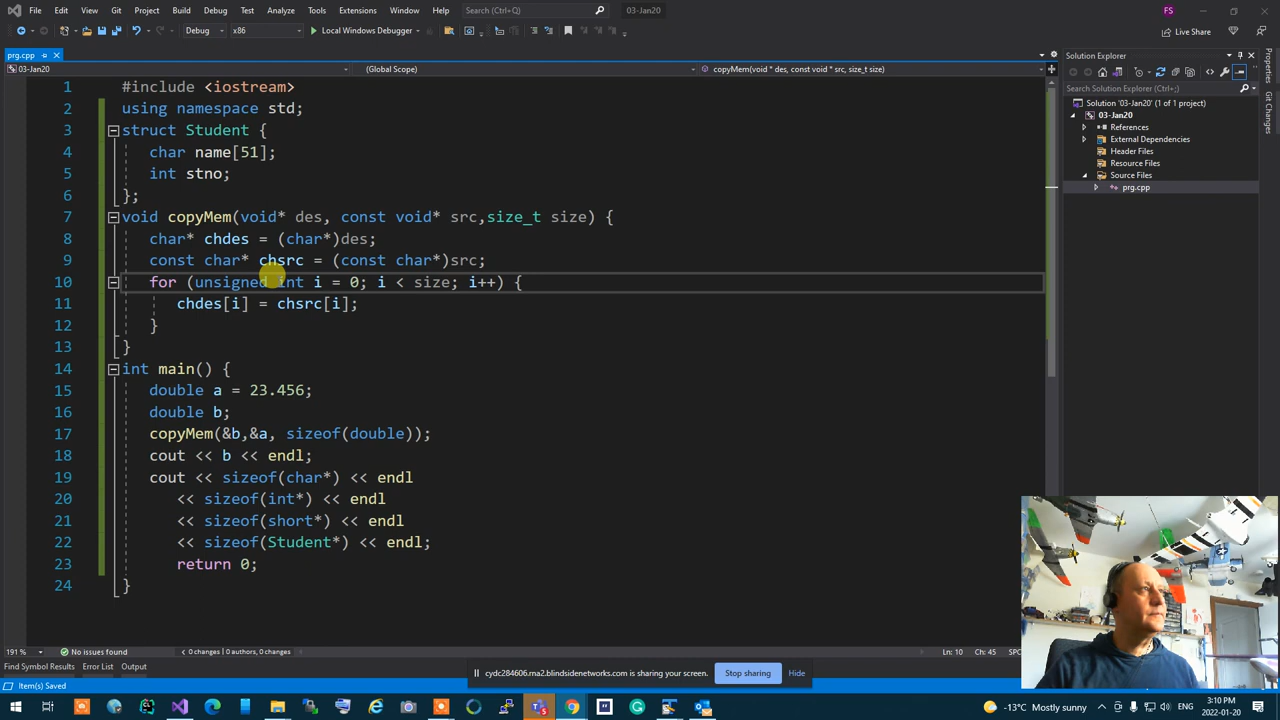 File Edit View Git Project Build Debug Test Analyze Tools Extensions Window Help Search (Ctrl+Q) 03-Jan20 FS
Debug x86 Local Windows Debugger Live Share
prg.cpp
03-Jan20 (Global Scope) copyMem(void * des, const void * src, size_t size)
1 #include <iostream>
2 using namespace std;
3 struct Student {
4 char name[51];
5 int stno;
6 };
7 void copyMem(void* des, const void* src,size_t size) {
8 char* chdes = (char*)des;
9 const char* chsrc = (const char*)src;
10 for (unsigned int i = 0; i < size; i++) {
11 chdes[i] = chsrc[i];
12 }
13 }
14 int main() {
15 double a = 23.456;
16 double b;
17 copyMem(&b,&a, sizeof(double));
18 cout << b << endl;
19 cout << sizeof(char*) << endl
20 << sizeof(int*) << endl
21 << sizeof(short*) << endl
22 << sizeof(Student*) << endl;
23 return 0;
24 }
Solution Explorer
Search Solution Explorer (Ctrl+;)
Solution '03-Jan20' (1 of 1 project)
03-Jan20
References
External Dependencies
Header Files
Resource Files
Source Files
prg.cpp
Properties
Git Changes
191 % No issues found 0 changes | 0 authors, 0 changes Ln: 10 Ch: 45 SPC
Find Symbol Results Error List Output
cydc284606.rna2.blindsidenetworks.com is sharing your screen. Stop sharing Hide
Item(s) Saved
-13°C Mostly sunny 3:10 PM
2022-01-20